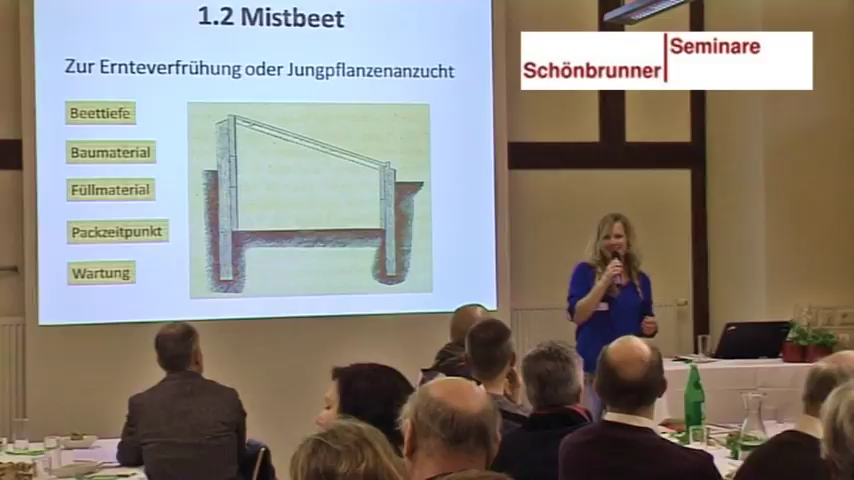 1.2 Mistbeet
Zur Ernteverfrühung oder Jungpflanzenanzucht
Beettiefe
Baumaterial
Füllmaterial
Packzeitpunkt
Wartung
Schönbrunner Seminare